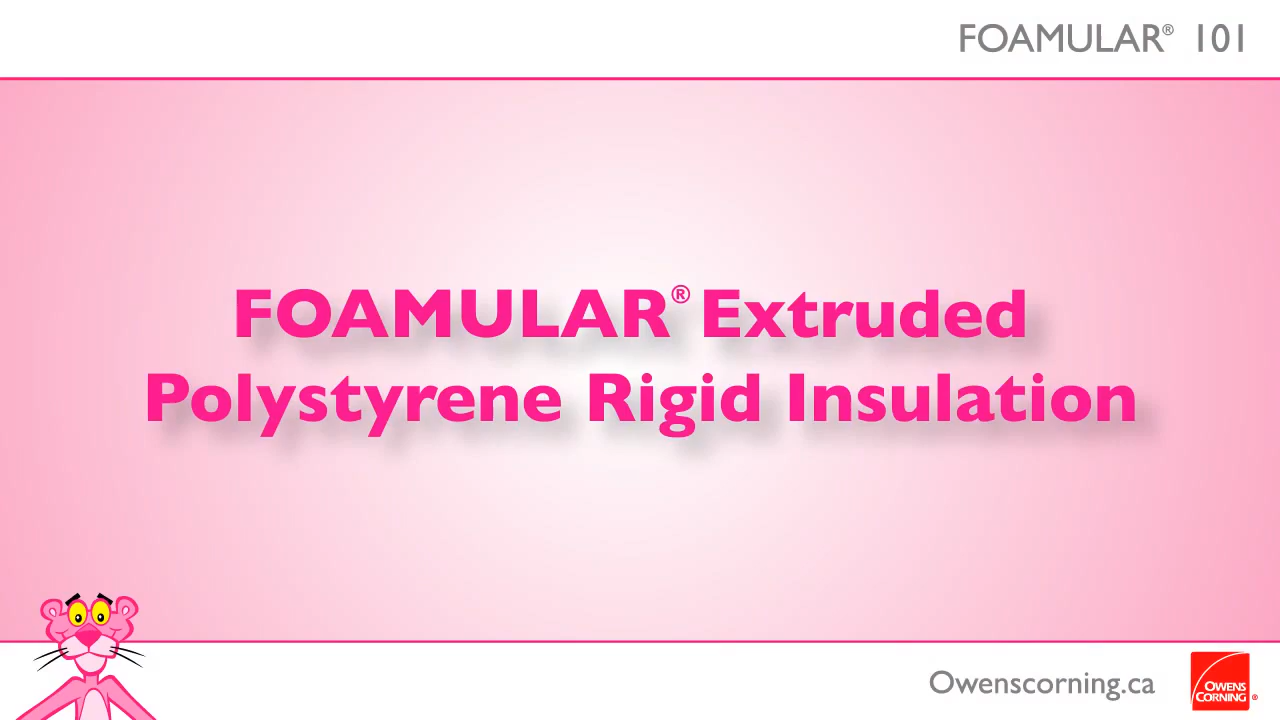 FOAMULAR® 101
FOAMULAR® Extruded
Polystyrene Rigid Insulation
Owenscorning.ca
OWENS
CORNING®